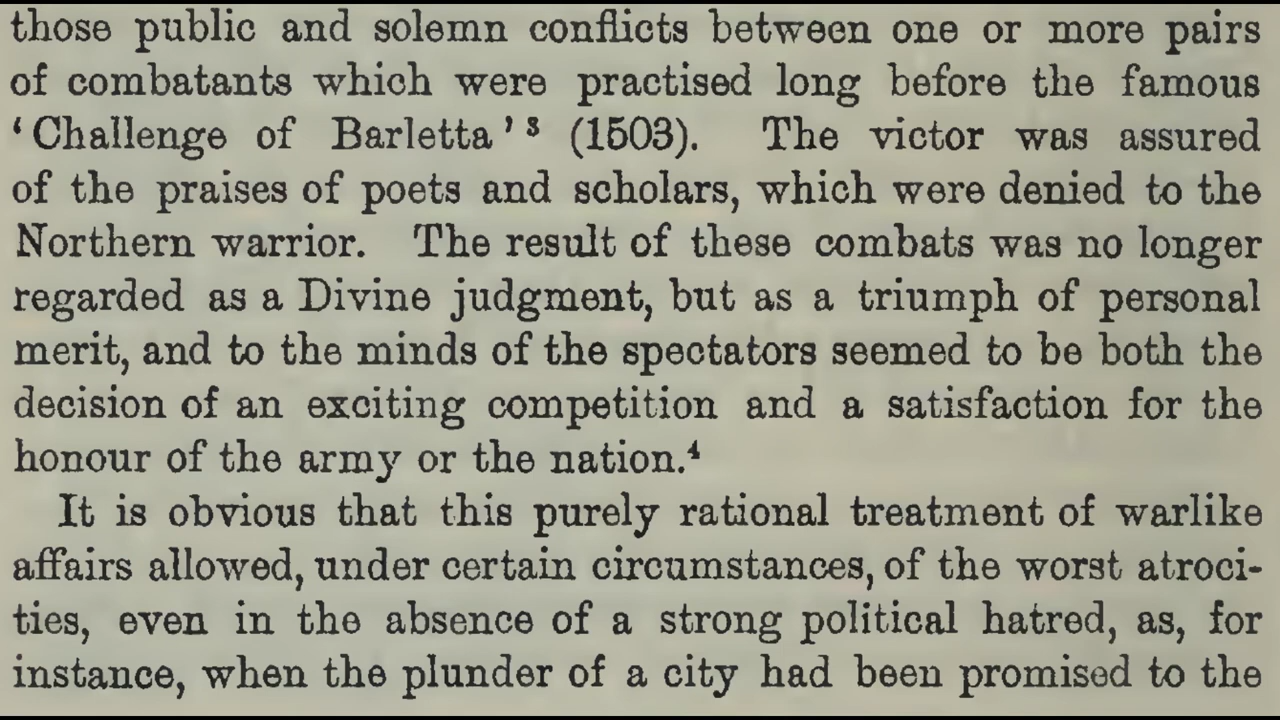 those public and solemn conflicts between one or more pairs
of combatants which were practised long before the famous
‘Challenge of Barletta’ ³ (1503). The victor was assured
of the praises of poets and scholars, which were denied to the
Northern warrior. The result of these combats was no longer
regarded as a Divine judgment, but as a triumph of personal
merit, and to the minds of the spectators seemed to be both the
decision of an exciting competition and a satisfaction for the
honour of the army or the nation.⁴
It is obvious that this purely rational treatment of warlike
affairs allowed, under certain circumstances, of the worst atroci-
ties, even in the absence of a strong political hatred, as, for
instance, when the plunder of a city had been promised to the